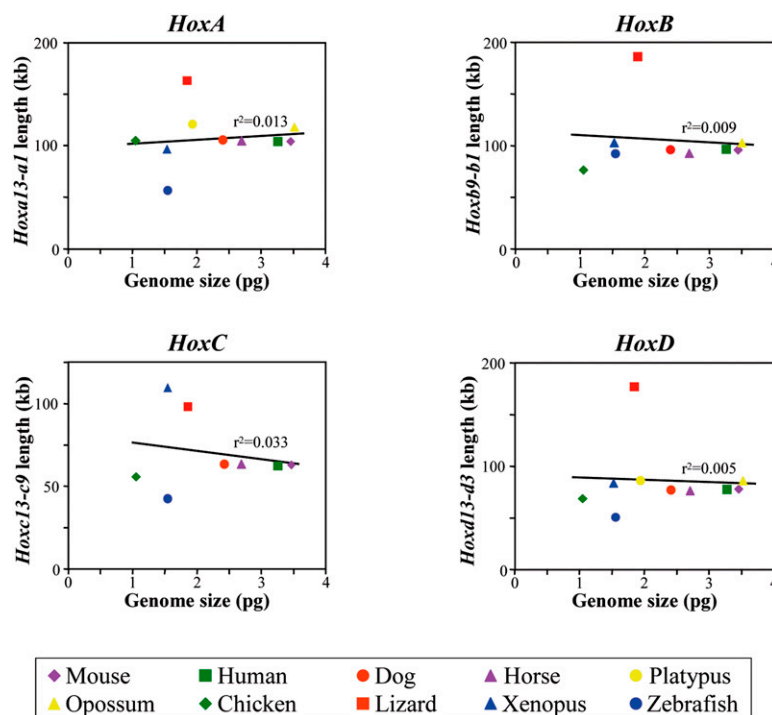 HoxA
Hoxa13-a1 length (kb)
200
100
0
r²=0.013
0 1 2 3 4
Genome size (pg)
HoxB
Hoxb9-b1 length (kb)
200
100
0
r²=0.009
0 1 2 3 4
Genome size (pg)
HoxC
Hoxc13-c9 length (kb)
100
50
0
r²=0.033
0 1 2 3 4
Genome size (pg)
HoxD
Hoxd13-d3 length (kb)
200
100
0
r²=0.005
0 1 2 3 4
Genome size (pg)
Mouse Human Dog Horse Platypus
Opossum Chicken Lizard Xenopus Zebrafish